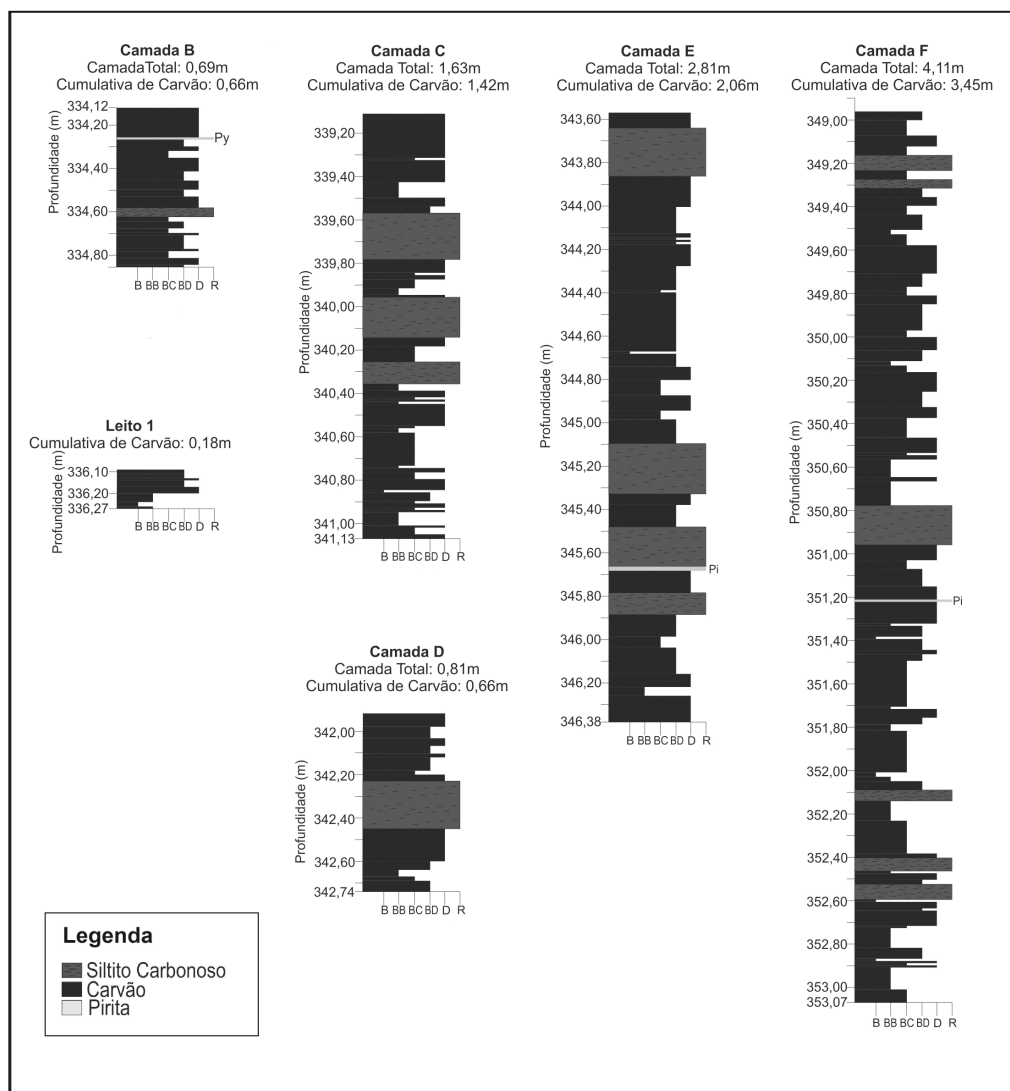 Camada B
CamadaTotal: 0,69m
Cumulativa de Carvão: 0,66m
Profundidade (m)
334,12
334,20
334,40
334,60
334,80
Py
B BB BC BD D R
Leito 1
Cumulativa de Carvão: 0,18m
Profundidade (m)
336,10
336,20
336,27
B BB BC BD D R
Camada C
Camada Total: 1,63m
Cumulativa de Carvão: 1,42m
Profundidade (m)
339,20
339,40
339,60
339,80
340,00
340,20
340,40
340,60
340,80
341,00
341,13
B BB BC BD D R
Camada D
Camada Total: 0,81m
Cumulativa de Carvão: 0,66m
Profundidade (m)
342,00
342,20
342,40
342,60
342,74
B BB BC BD D R
Camada E
Camada Total: 2,81m
Cumulativa de Carvão: 2,06m
Profundidade (m)
343,60
343,80
344,00
344,20
344,40
344,60
344,80
345,00
345,20
345,40
345,60
345,80
346,00
346,20
346,38
Pi
B BB BC BD D R
Camada F
Camada Total: 4,11m
Cumulativa de Carvão: 3,45m
Profundidade (m)
349,00
349,20
349,40
349,60
349,80
350,00
350,20
350,40
350,60
350,80
351,00
351,20
351,40
351,60
351,80
352,00
352,20
352,40
352,60
352,80
353,00
353,07
Pi
B BB BC BD D R
Legenda
Siltito Carbonoso
Carvão
Pirita